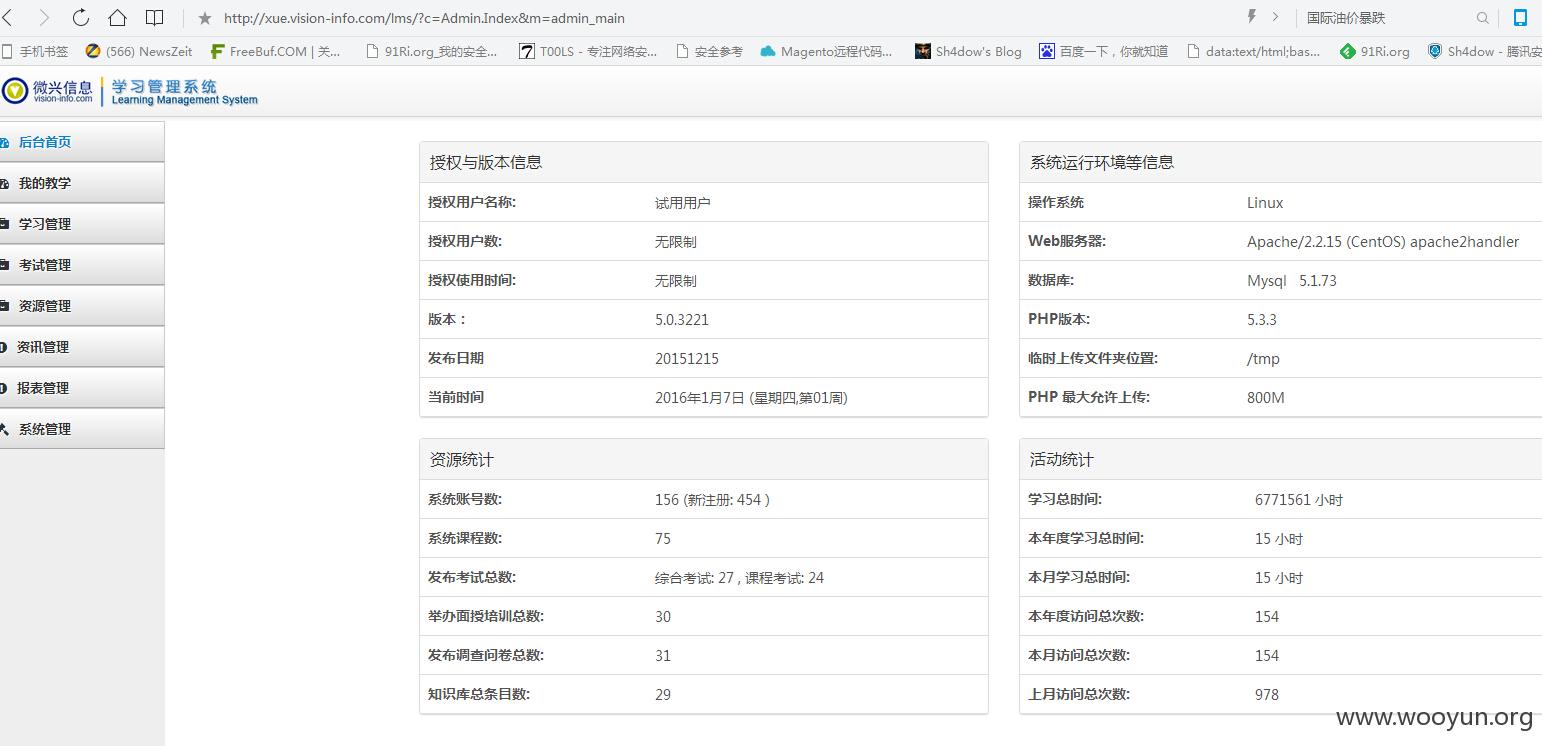 http://xue.vision-info.com/lms/?c=Admin.Index&m=admin_main 国际油价暴跌
手机书签 (566) NewsZeit FreeBuf.COM | 关... 91Ri.org_我的安全... T00LS - 专注网络安... 安全参考 Magento远程代码... Sh4dow's Blog 百度一下，你就知道 data:text/html;bas... 91Ri.org Sh4dow - 腾讯安
微兴信息 学习管理系统
vision-info.com Learning Management System
后台首页
我的教学
学习管理
考试管理
资源管理
资讯管理
报表管理
系统管理
授权与版本信息
授权用户名称: 试用用户
授权用户数: 无限制
授权使用时间: 无限制
版本： 5.0.3221
发布日期 20151215
当前时间 2016年1月7日 (星期四,第01周)
系统运行环境等信息
操作系统 Linux
Web服务器: Apache/2.2.15 (CentOS) apache2handler
数据库: Mysql 5.1.73
PHP版本: 5.3.3
临时上传文件夹位置: /tmp
PHP 最大允许上传: 800M
资源统计
系统账号数: 156 (新注册: 454 )
系统课程数: 75
发布考试总数: 综合考试: 27 , 课程考试: 24
举办面授培训总数: 30
发布调查问卷总数: 31
知识库总条目数: 29
活动统计
学习总时间: 6771561 小时
本年度学习总时间: 15 小时
本月学习总时间: 15 小时
本年度访问总次数: 154
本月访问总次数: 154
上月访问总次数: 978
www.wooyun.org